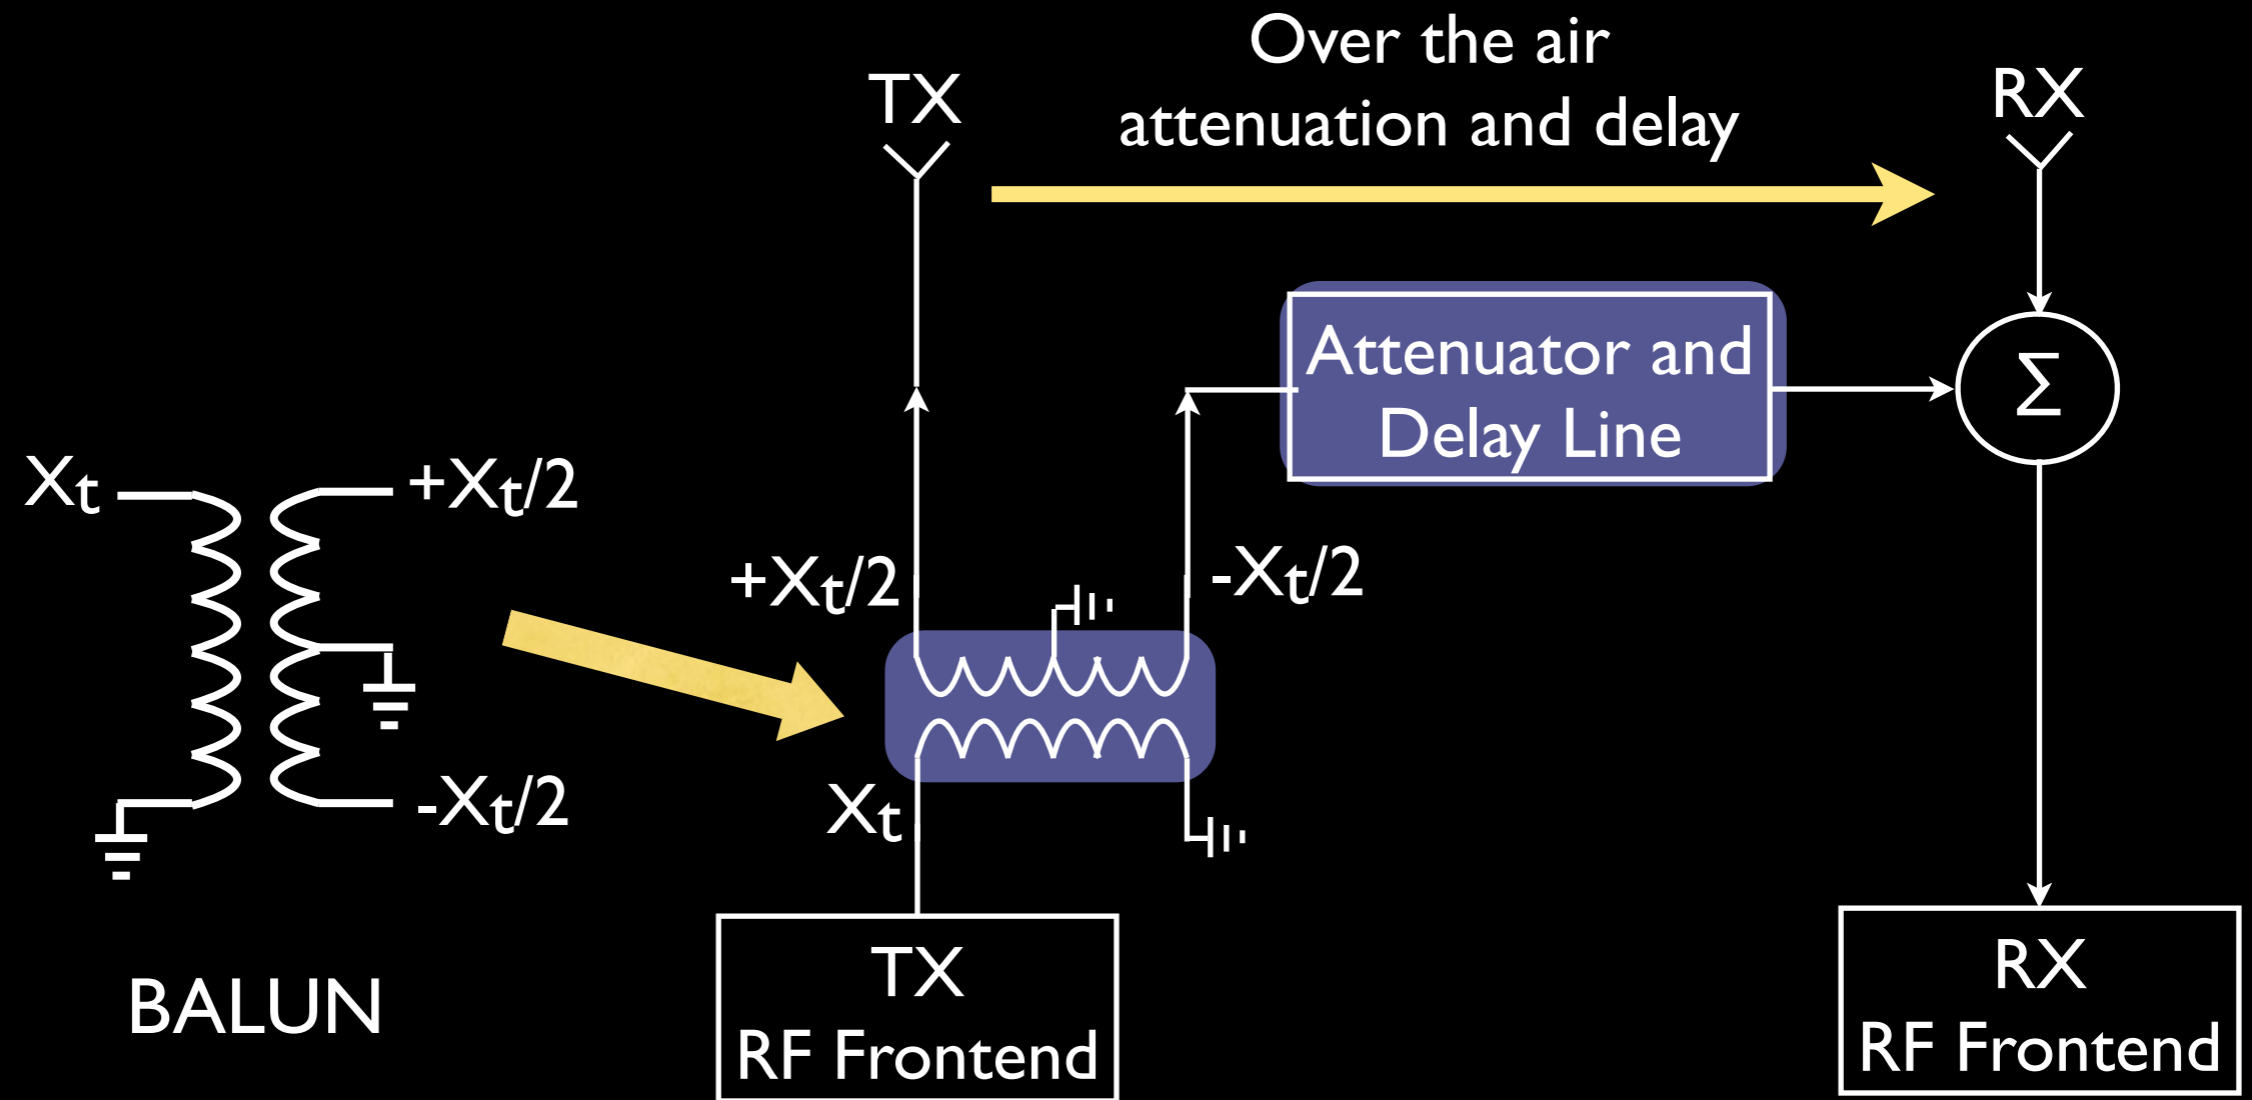 Over the air
attenuation and delay
TX
RX
Attenuator and
Delay Line
Σ
Xt
+Xt/2
-Xt/2
BALUN
+Xt/2
-Xt/2
Xt
TX
RF Frontend
RX
RF Frontend